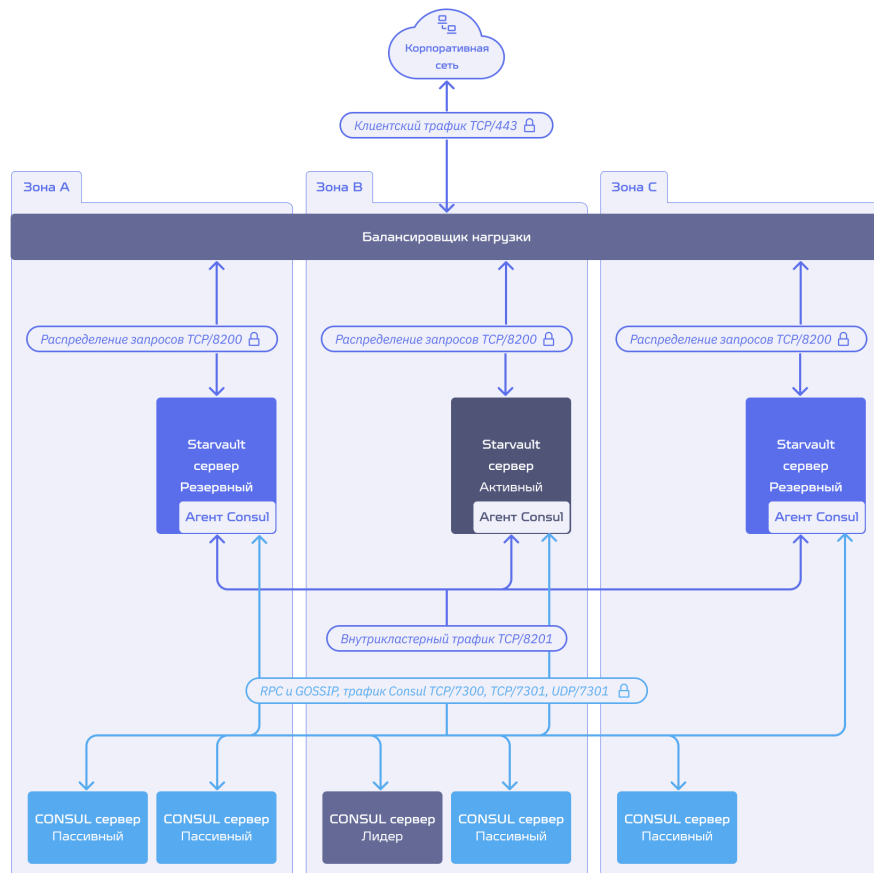 Корпоративная
сеть
Клиентский трафик TCP/443
Зона A
Зона B
Зона C
Балансировщик нагрузки
Распределение запросов TCP/8200
Распределение запросов TCP/8200
Распределение запросов TCP/8200
Starvault
сервер
Резервный
Агент Consul
Starvault
сервер
Активный
Агент Consul
Starvault
сервер
Резервный
Агент Consul
Внутрикластерный трафик TCP/8201
RPC и GOSSIP, трафик Consul TCP/7300, TCP/7301, UDP/7301
CONSUL сервер
Пассивный
CONSUL сервер
Пассивный
CONSUL сервер
Лидер
CONSUL сервер
Пассивный
CONSUL сервер
Пассивный